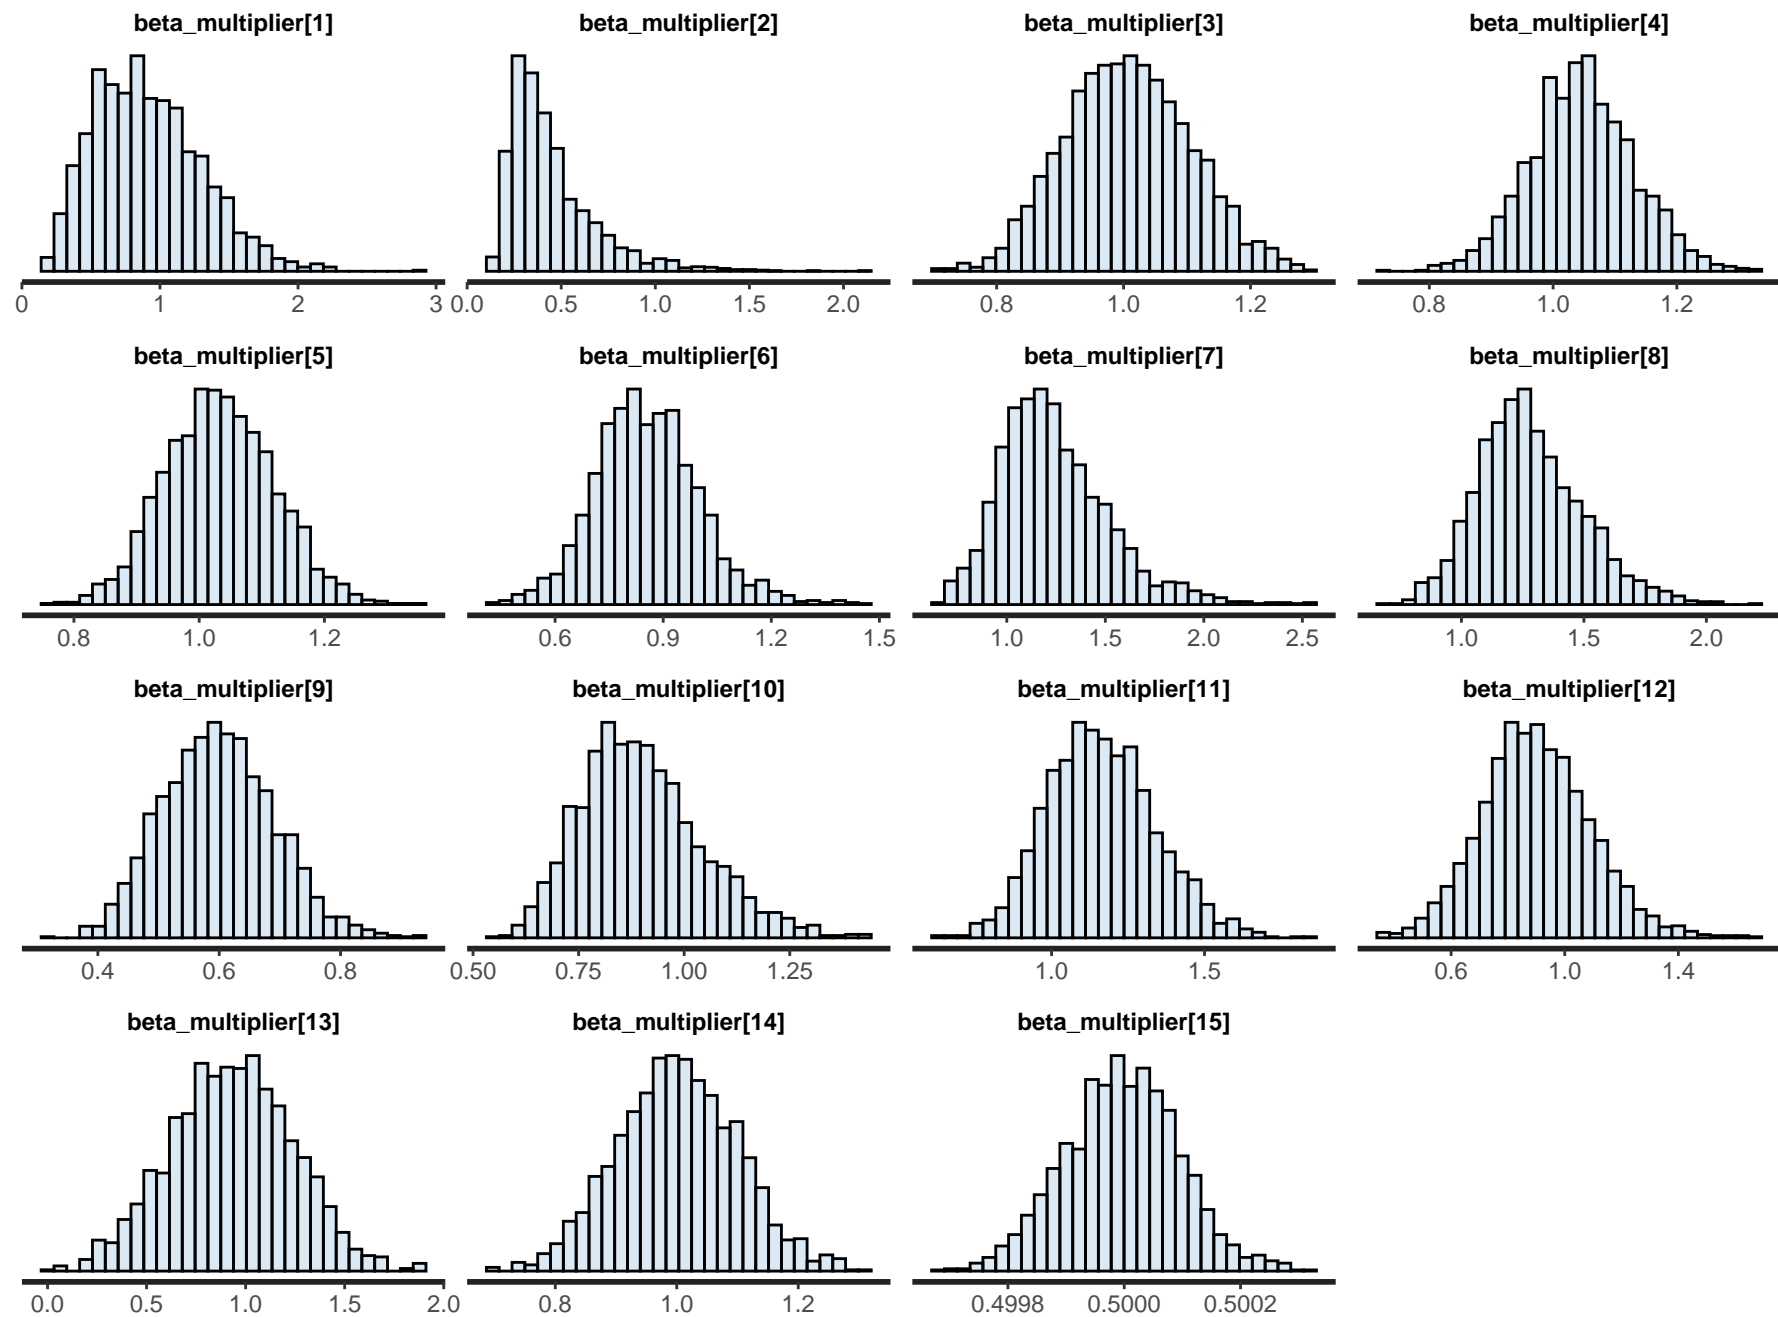 beta_multiplier[1] beta_multiplier[2] beta_multiplier[3] beta_multiplier[4]
0 1 2 3 0.0 0.5 1.0 1.5 2.0 0.8 1.0 1.2 0.8 1.0 1.2
beta_multiplier[5] beta_multiplier[6] beta_multiplier[7] beta_multiplier[8]
0.8 1.0 1.2 0.6 0.9 1.2 1.5 1.0 1.5 2.0 2.5 1.0 1.5 2.0
beta_multiplier[9] beta_multiplier[10] beta_multiplier[11] beta_multiplier[12]
0.4 0.6 0.8 0.50 0.75 1.00 1.25 1.0 1.5 0.6 1.0 1.4
beta_multiplier[13] beta_multiplier[14] beta_multiplier[15]
0.0 0.5 1.0 1.5 2.0 0.8 1.0 1.2 0.4998 0.5000 0.5002